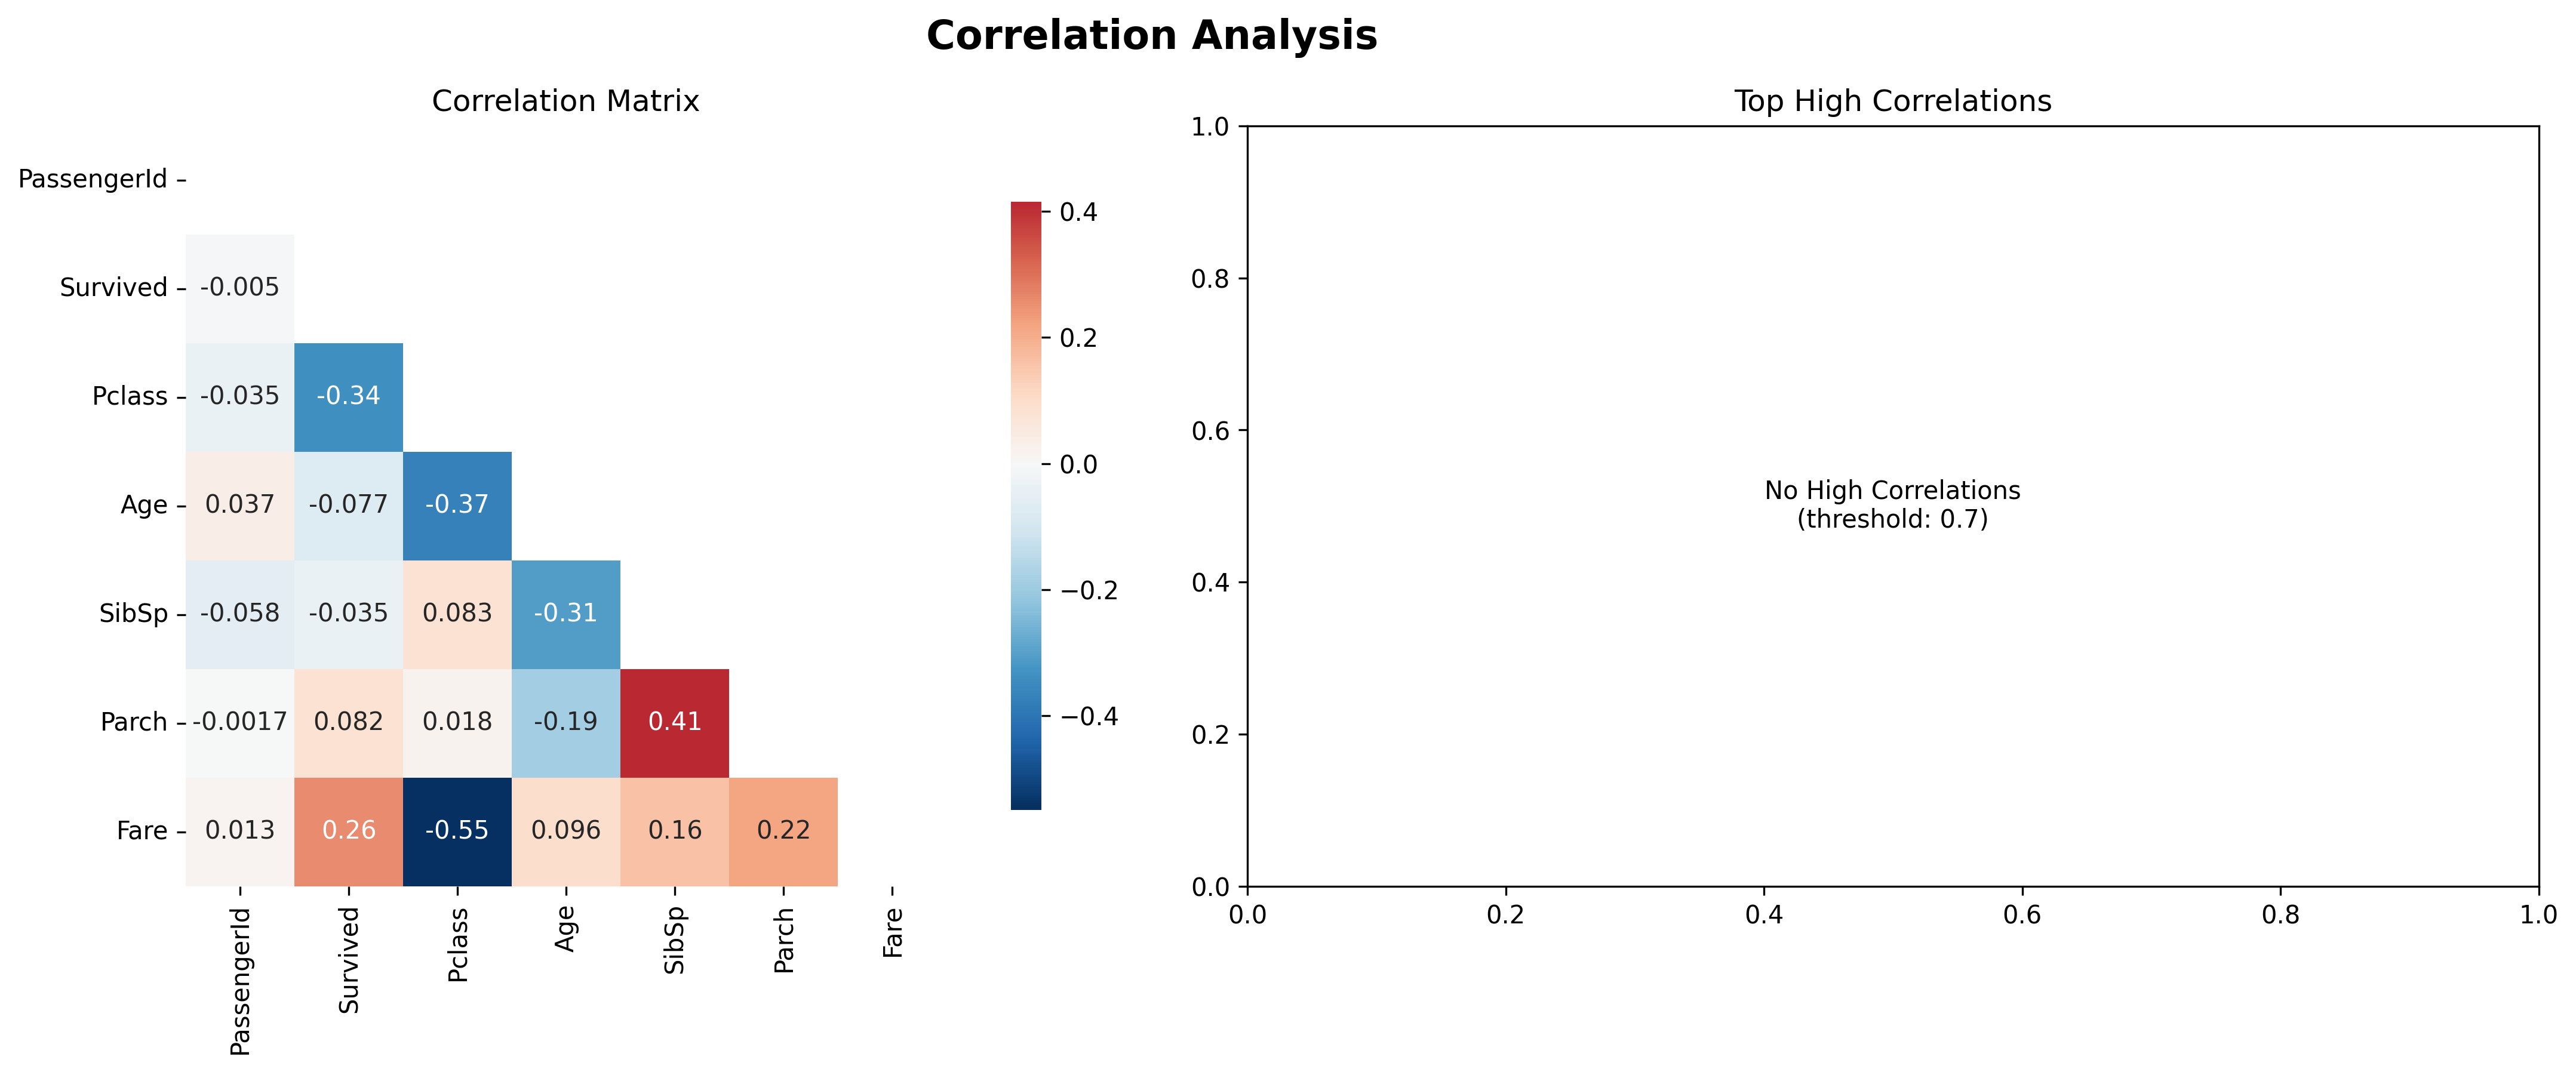 Correlation Analysis
Correlation Matrix
PassengerId
Survived -0.005
Pclass -0.035 -0.34
Age 0.037 -0.077 -0.37
SibSp -0.058 -0.035 0.083 -0.31
Parch -0.0017 0.082 0.018 -0.19 0.41
Fare 0.013 0.26 -0.55 0.096 0.16 0.22
PassengerId Survived Pclass Age SibSp Parch Fare
0.4
0.2
0.0
−0.2
−0.4
Top High Correlations
1.0
0.8
0.6
0.4
0.2
0.0
No High Correlations
(threshold: 0.7)
0.0 0.2 0.4 0.6 0.8 1.0